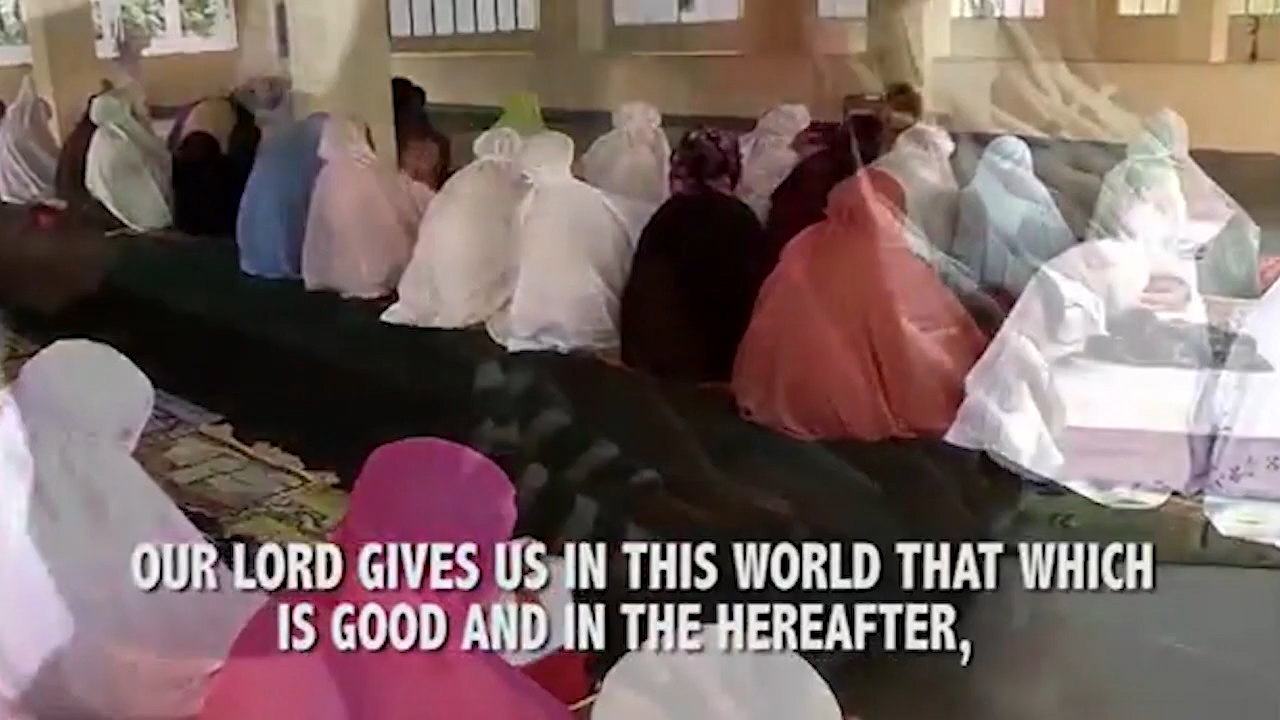 OUR LORD GIVES US IN THIS WORLD THAT WHICH
IS GOOD AND IN THE HEREAFTER,